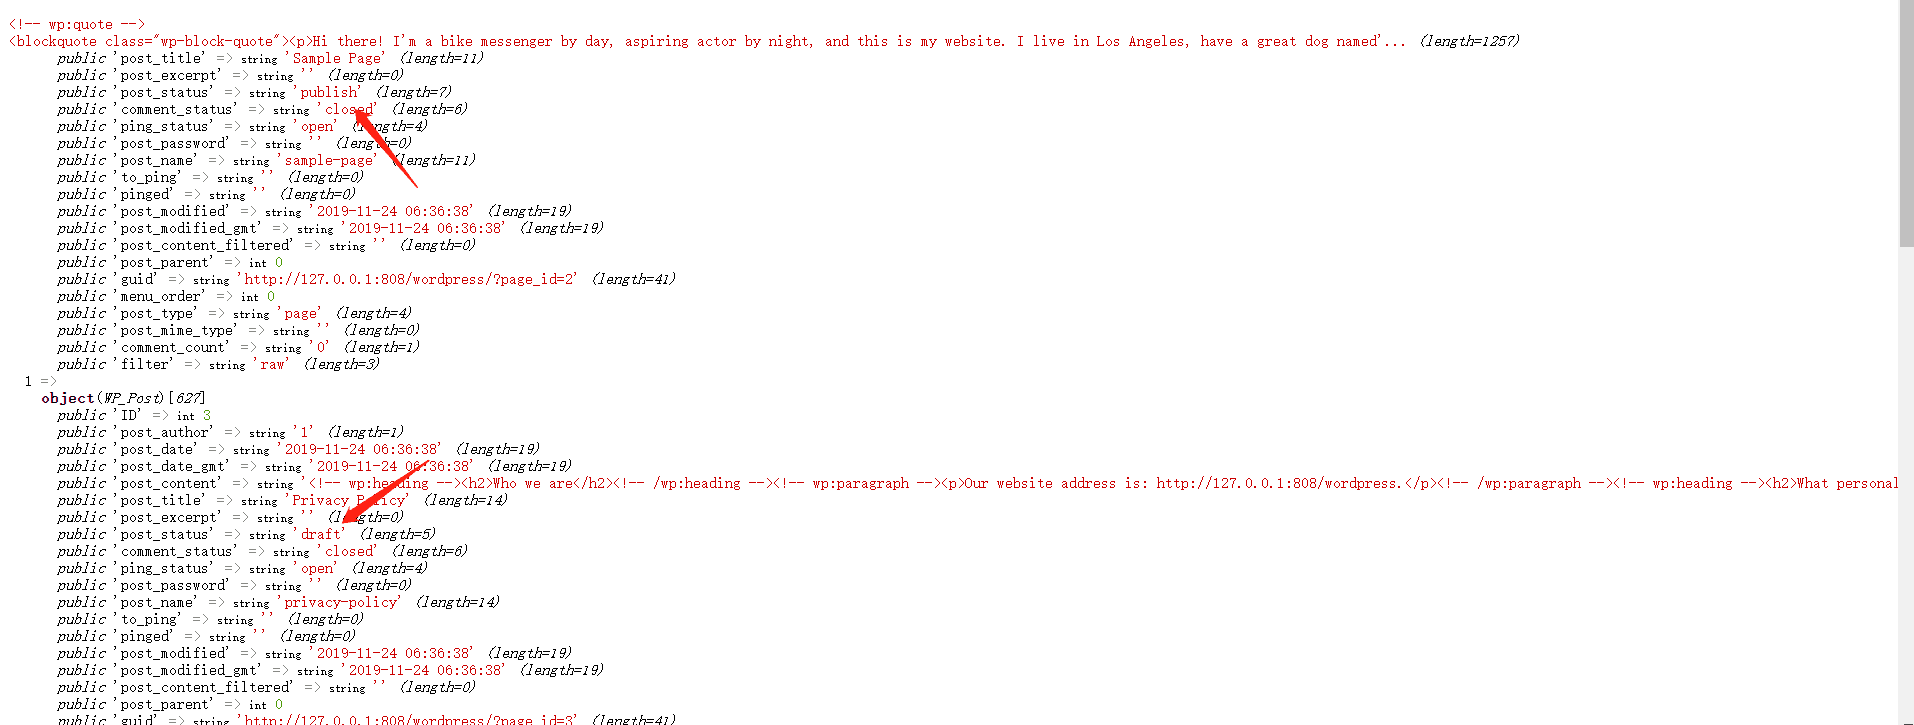 <!-- wp:quote -->
<blockquote class="wp-block-quote"><p>Hi there! I'm a bike messenger by day, aspiring actor by night, and this is my website. I live in Los Angeles, have a great dog named'... (length=1257)
public 'post_title' => string 'Sample Page' (length=11)
public 'post_excerpt' => string '' (length=0)
public 'post_status' => string 'publish' (length=7)
public 'comment_status' => string 'closed' (length=6)
public 'ping_status' => string 'open' (length=4)
public 'post_password' => string '' (length=0)
public 'post_name' => string 'sample-page' (length=11)
public 'to_ping' => string '' (length=0)
public 'pinged' => string '' (length=0)
public 'post_modified' => string '2019-11-24 06:36:38' (length=19)
public 'post_modified_gmt' => string '2019-11-24 06:36:38' (length=19)
public 'post_content_filtered' => string '' (length=0)
public 'post_parent' => int 0
public 'guid' => string 'http://127.0.0.1:808/wordpress/?page_id=2' (length=41)
public 'menu_order' => int 0
public 'post_type' => string 'page' (length=4)
public 'post_mime_type' => string '' (length=0)
public 'comment_count' => string '0' (length=1)
public 'filter' => string 'raw' (length=3)
1 =>
object(WP_Post)[627]
public 'ID' => int 3
public 'post_author' => string '1' (length=1)
public 'post_date' => string '2019-11-24 06:36:38' (length=19)
public 'post_date_gmt' => string '2019-11-24 06:36:38' (length=19)
public 'post_content' => string '<!-- wp:heading --><h2>Who we are</h2><!-- /wp:heading --><!-- wp:paragraph --><p>Our website address is: http://127.0.0.1:808/wordpress.</p><!-- /wp:paragraph --><!-- wp:heading --><h2>What personal
public 'post_title' => string 'Privacy Policy' (length=14)
public 'post_excerpt' => string '' (length=0)
public 'post_status' => string 'draft' (length=5)
public 'comment_status' => string 'closed' (length=6)
public 'ping_status' => string 'open' (length=4)
public 'post_password' => string '' (length=0)
public 'post_name' => string 'privacy-policy' (length=14)
public 'to_ping' => string '' (length=0)
public 'pinged' => string '' (length=0)
public 'post_modified' => string '2019-11-24 06:36:38' (length=19)
public 'post_modified_gmt' => string '2019-11-24 06:36:38' (length=19)
public 'post_content_filtered' => string '' (length=0)
public 'post_parent' => int 0
public 'guid' => string 'http://127.0.0.1:808/wordpress/?page_id=3' (length=41)